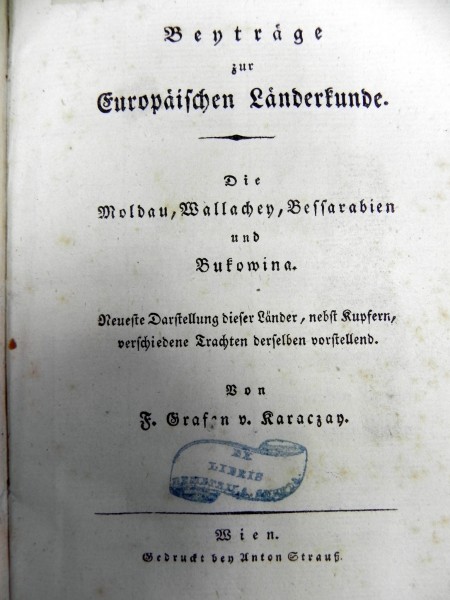 Beyträge
zur
Europäischen Länderkunde.
Die
Moldau, Wallachey, Bessarabien
und
Bukowina.
Neueste Darstellung dieser Länder, nebst Kupfern,
verschiedene Trachten derselben vorstellend.
Von
F. Grafen v. Karaczay.
EX
LIBRIS
Wien.
Gedruckt bey Anton Strauß.